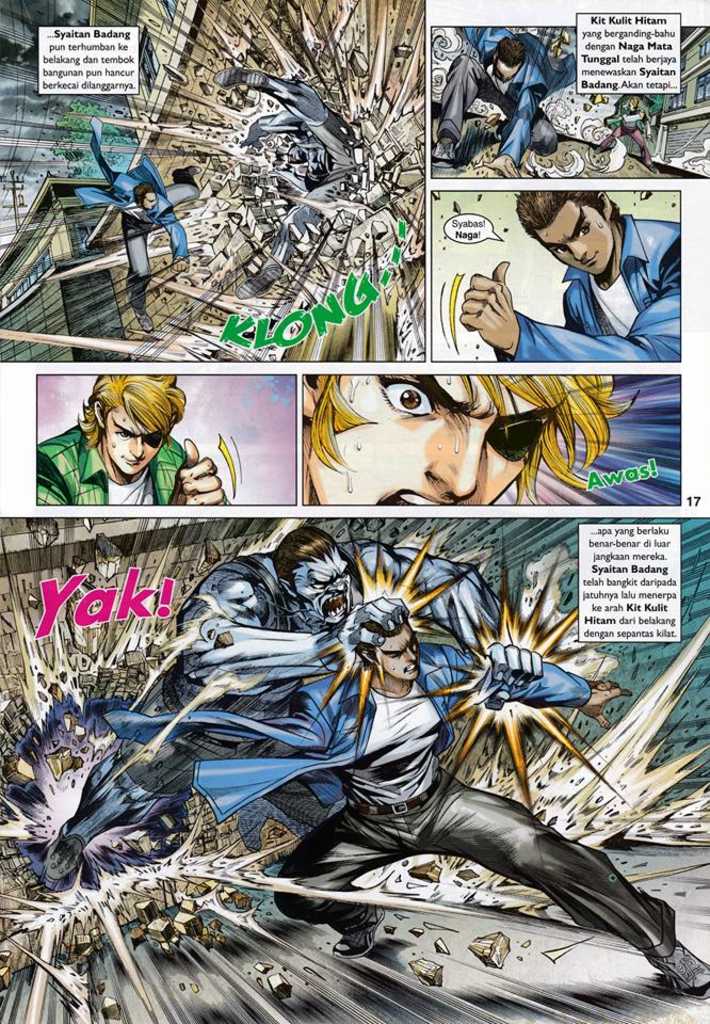 ...Syaitan Badang
pun terhumban ke
belakang dan tembok
bangunan pun hancur
berkecai dilanggarnya.
KLONG...!
Kit Kulit Hitam
yang berganding-bahu
dengan Naga Mata
Tunggal telah berjaya
menewaskan Syaitan
Badang. Akan tetapi...
Syabas!
Naga!
Awas!
17
Yak!
...apa yang berlaku
benar-benar di luar
jangkaan mereka.
Syaitan Badang
telah bangkit daripada
jatuhnya lalu menerpa
ke arah Kit Kulit
Hitam dari belakang
dengan sepantas kilat.